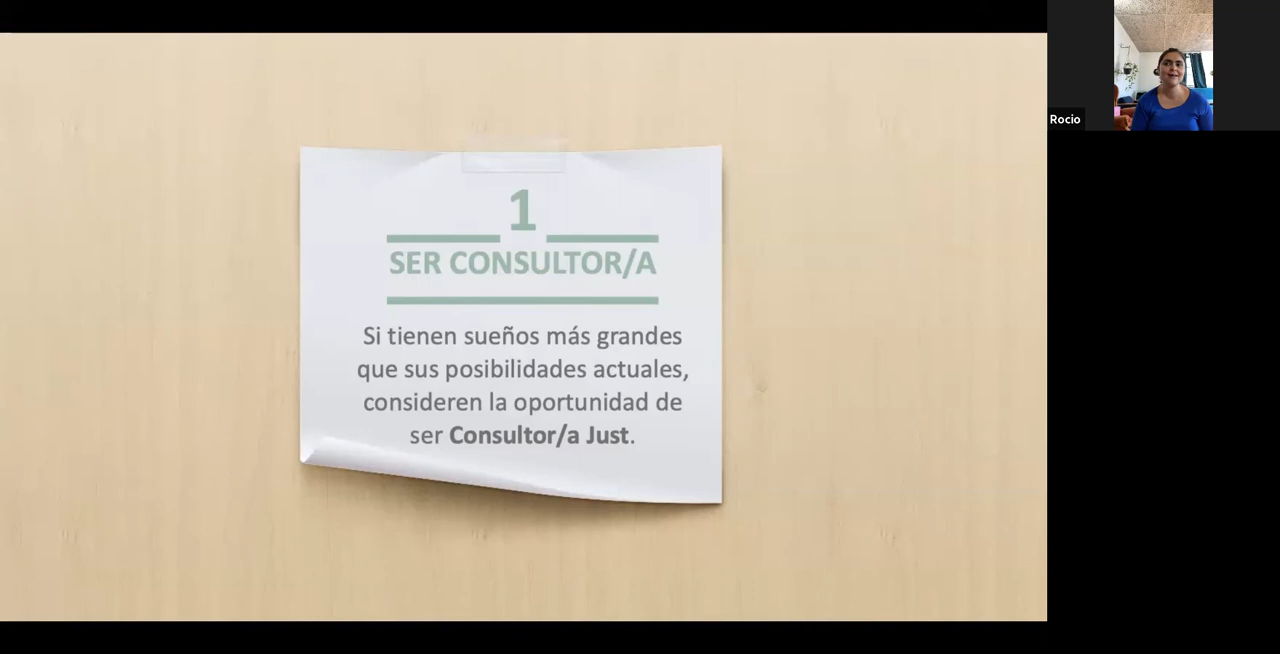 1
SER CONSULTOR/A
Si tienen sueños más grandes
que sus posibilidades actuales,
consideren la oportunidad de
ser Consultor/a Just.
Rocio